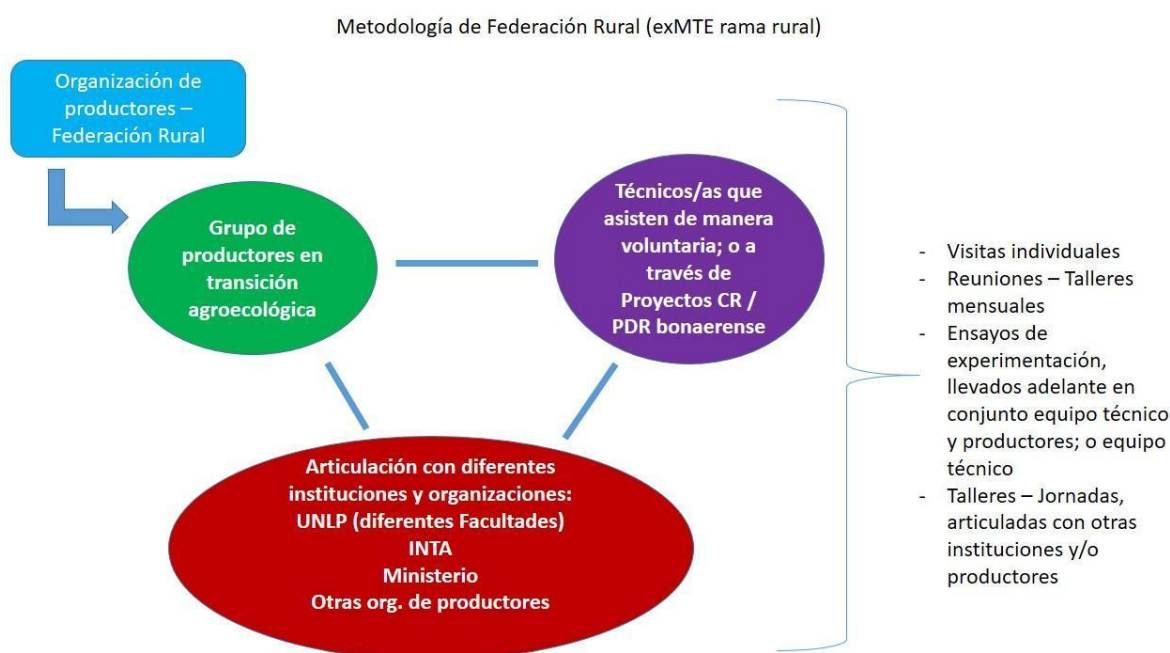 Metodología de Federación Rural (exMTE rama rural)
Organización de
productores –
Federación Rural
Grupo de
productores en
transición
agroecológica
Técnicos/as que
asisten de manera
voluntaria; o a
través de
Proyectos CR /
PDR bonaerense
Articulación con diferentes
instituciones y organizaciones:
UNLP (diferentes Facultades)
INTA
Ministerio
Otras org. de productores
- Visitas individuales
- Reuniones – Talleres
mensuales
- Ensayos de
experimentación,
llevados adelante en
conjunto equipo técnico
y productores; o equipo
técnico
- Talleres – Jornadas,
articuladas con otras
instituciones y/o
productores